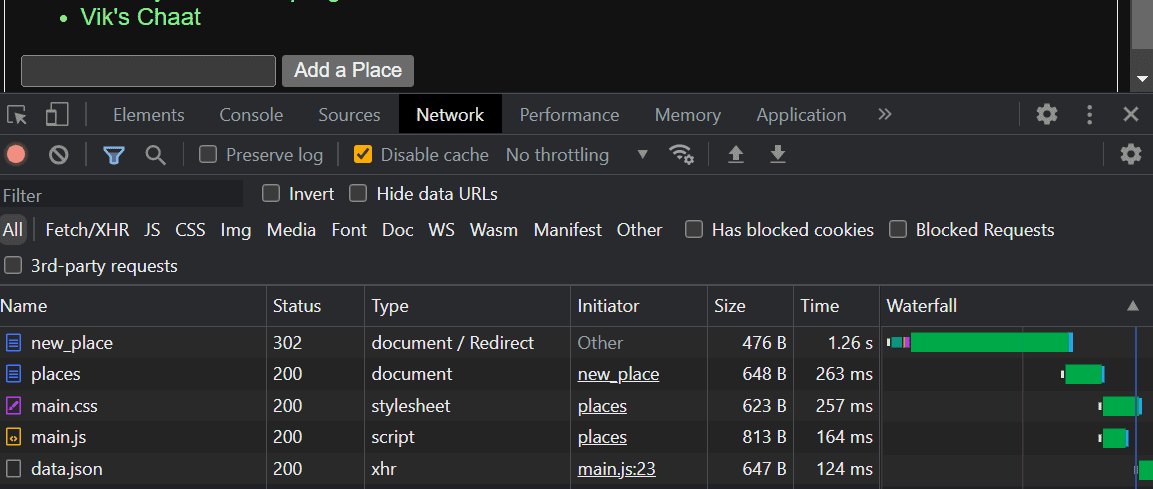 Vik's Chaat
Add a Place
Elements Console Sources Network Performance Memory Application »
Preserve log Disable cache No throttling
Filter Invert Hide data URLs
All Fetch/XHR JS CSS Img Media Font Doc WS Wasm Manifest Other Has blocked cookies Blocked Requests
3rd-party requests
Name Status Type Initiator Size Time Waterfall
new_place 302 document / Redirect Other 476 B 1.26 s
places 200 document new_place 648 B 263 ms
main.css 200 stylesheet places 623 B 257 ms
main.js 200 script places 813 B 164 ms
data.json 200 xhr main.js:23 647 B 124 ms